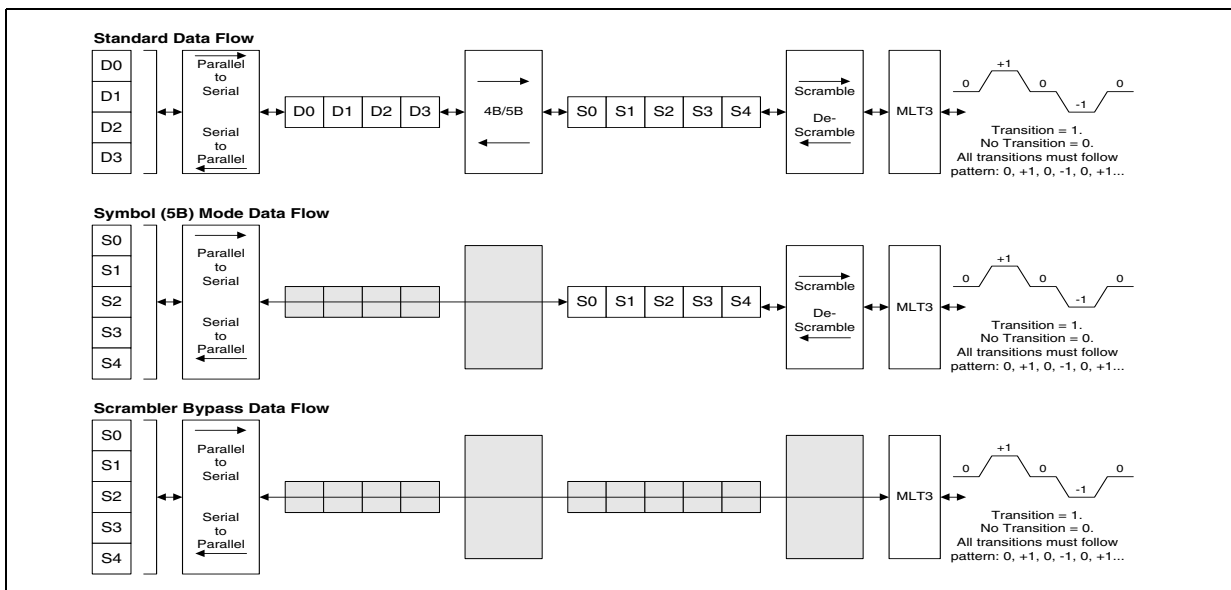 Standard Data Flow
D0
D1
D2
D3
Parallel
to
Serial
Serial
to
Parallel
D0 D1 D2 D3
4B/5B
S0 S1 S2 S3 S4
Scramble
De-
Scramble
MLT3
0 +1 0 -1 0
Transition = 1.
No Transition = 0.
All transitions must follow
pattern: 0, +1, 0, -1, 0, +1...
Symbol (5B) Mode Data Flow
S0
S1
S2
S3
S4
Parallel
to
Serial
Serial
to
Parallel
S0 S1 S2 S3 S4
Scramble
De-
Scramble
MLT3
0 +1 0 -1 0
Transition = 1.
No Transition = 0.
All transitions must follow
pattern: 0, +1, 0, -1, 0, +1...
Scrambler Bypass Data Flow
S0
S1
S2
S3
S4
Parallel
to
Serial
Serial
to
Parallel
MLT3
0 +1 0 -1 0
Transition = 1.
No Transition = 0.
All transitions must follow
pattern: 0, +1, 0, -1, 0, +1...